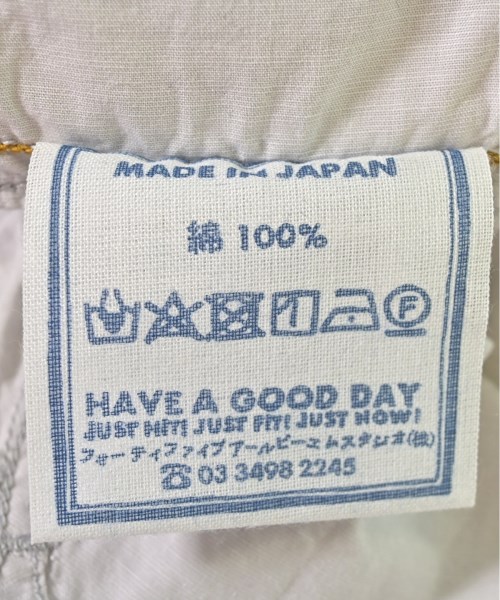 MADE IN JAPAN
綿 100%
F
HAVE A GOOD DAY
JUST HIT! JUST FIT! JUST NOW!
フォーティファイブアールピーエムスタジオ(株)
☎ 03 3498 2245